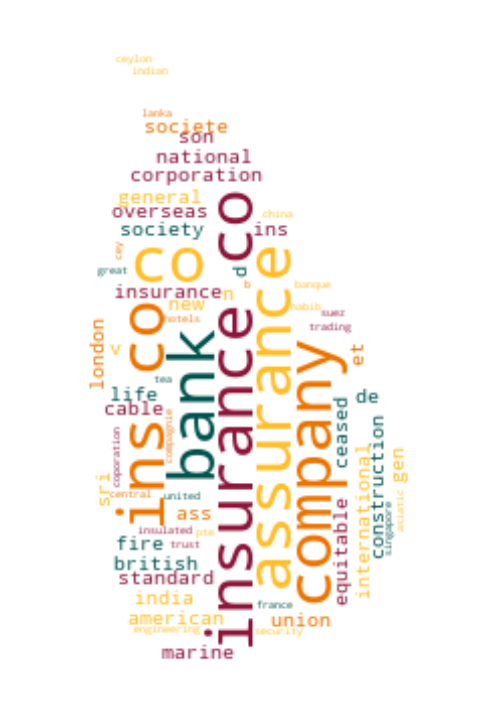 ceylon
indian
lanka
societe
son
national
corporation
general
overseas
china
society
ins
cey
co
co
great
d
banque
b
insurance
n
new
habib
hotels
suez
trading
ins co
london
v
bank
insurance
assurance
company
et
tea
life
de
cable
compagnie
ceased
construction
coporation
sri
central
united
international
gen
asiatic
singapore
ass
insulated
pte
equitable
fire
trust
british
standard
india
france
american
union
engineering
security
marine